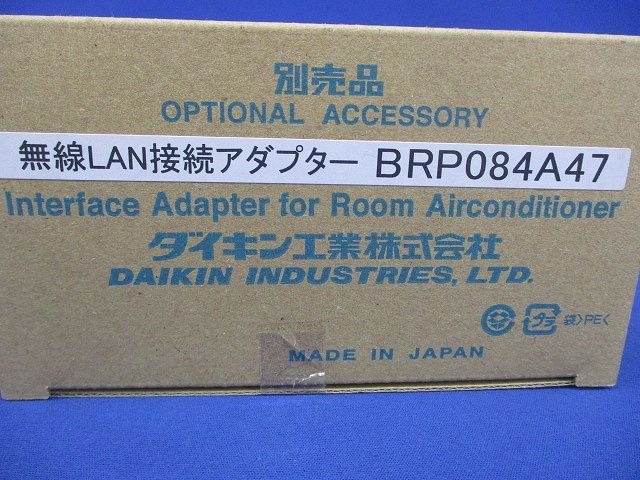 別売品
OPTIONAL ACCESSORY
無線LAN接続アダプター BRP084A47
Interface Adapter for Room Airconditioner
ダイキン工業株式会社
DAIKIN INDUSTRIES, LTD.
プラ 袋>PE<
MADE IN JAPAN